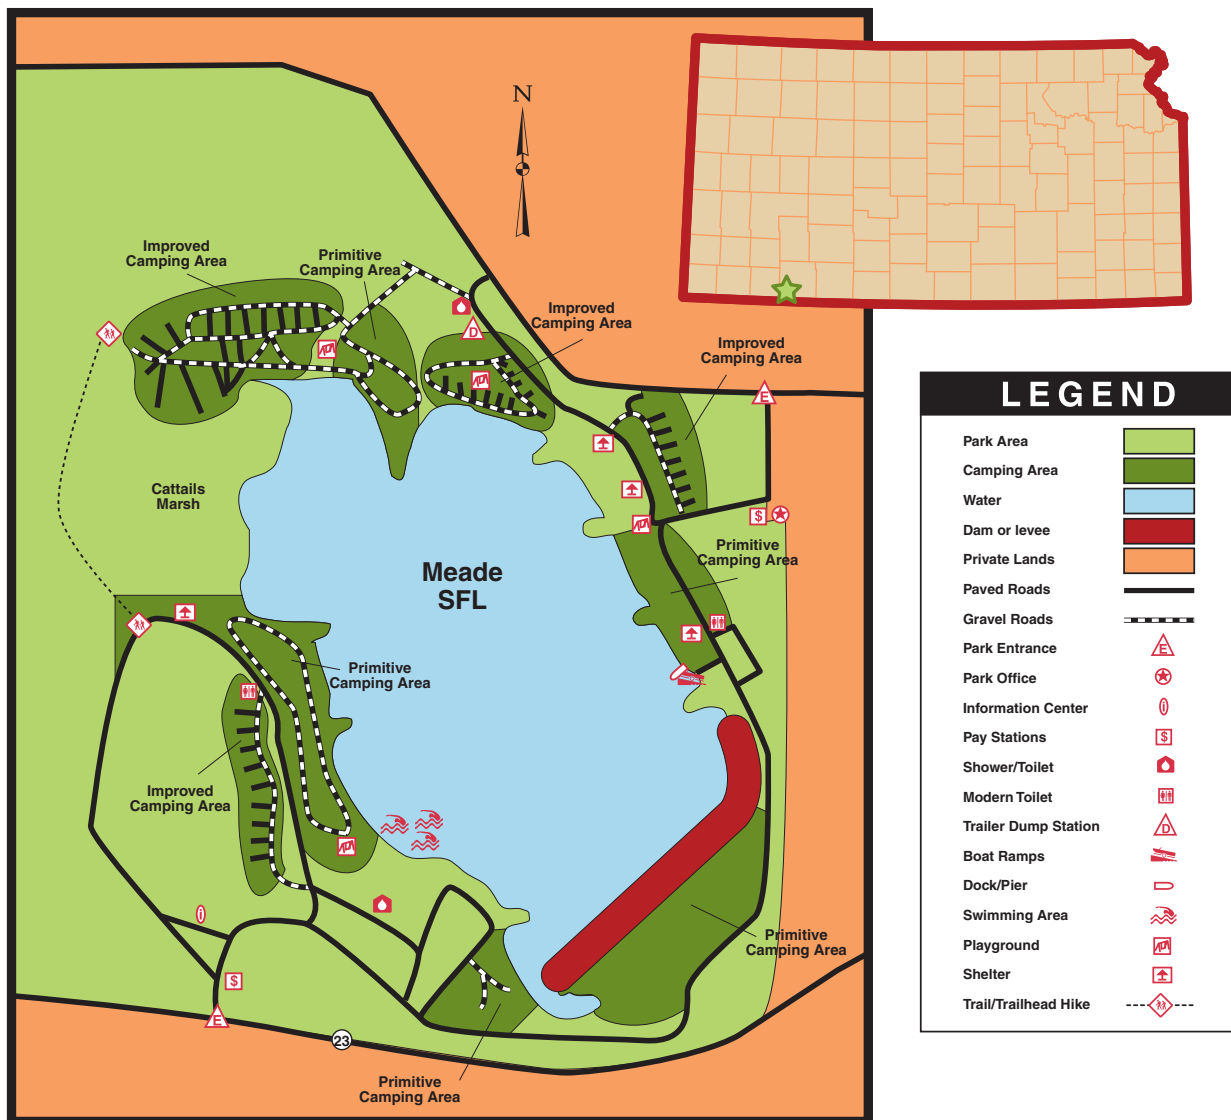 N
Improved
Camping Area
Primitive
Camping Area
Improved
Camping Area
D
Improved
Camping Area
E
Cattails
Marsh
$
Primitive
Camping Area
Meade
SFL
Primitive
Camping Area
Improved
Camping Area
i
Primitive
Camping Area
$
E
23
Primitive
Camping Area
LEGEND
Park Area
Camping Area
Water
Dam or levee
Private Lands
Paved Roads
Gravel Roads
Park Entrance
E
Park Office
Information Center
i
Pay Stations
$
Shower/Toilet
Modern Toilet
Trailer Dump Station
D
Boat Ramps
Dock/Pier
Swimming Area
Playground
Shelter
Trail/Trailhead Hike